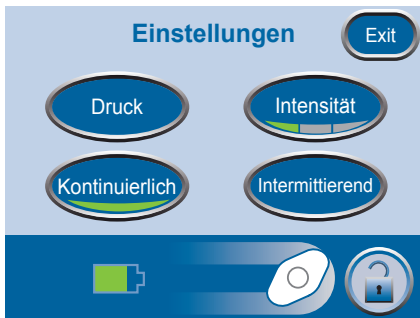 Einstellungen
Exit
Druck
Intensität
Kontinuierlich
Intermittierend